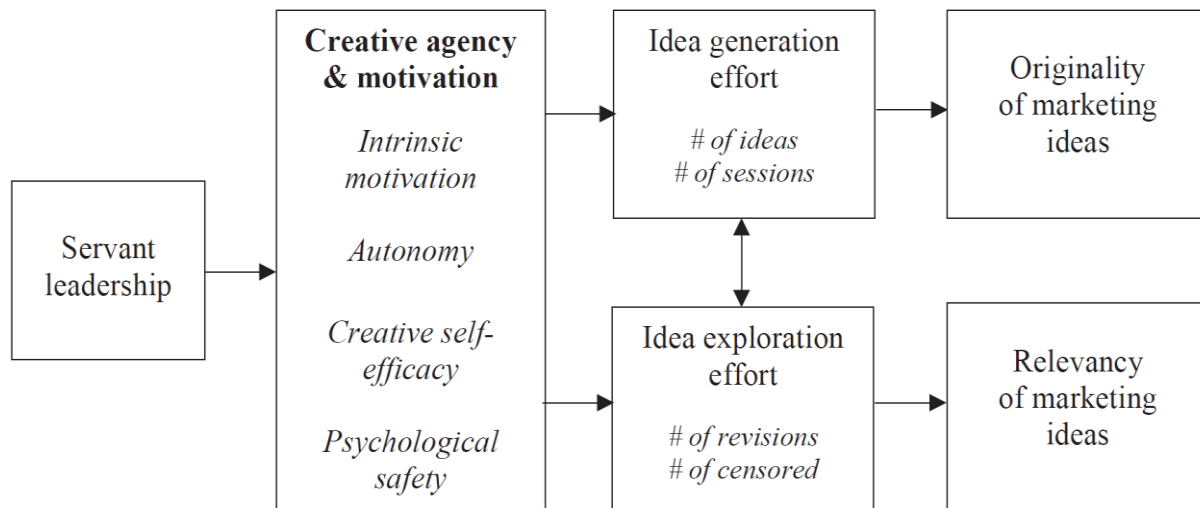 Servant
leadership
Creative agency
& motivation
Intrinsic
motivation
Autonomy
Creative self-
efficacy
Psychological
safety
Idea generation
effort
# of ideas
# of sessions
Idea exploration
effort
# of revisions
# of censored
Originality
of marketing
ideas
Relevancy
of marketing
ideas